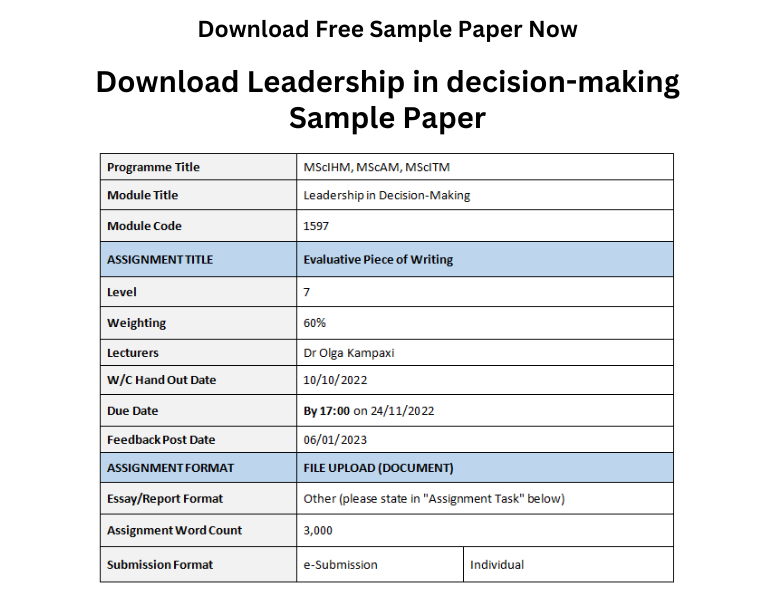 Download Free Sample Paper Now
Download Leadership in decision-making
Sample Paper
Programme Title MScIHM, MScAM, MScITM
Module Title Leadership in Decision-Making
Module Code 1597
ASSIGNMENT TITLE Evaluative Piece of Writing
Level 7
Weighting 60%
Lecturers Dr Olga Kampaxi
W/C Hand Out Date 10/10/2022
Due Date By 17:00 on 24/11/2022
Feedback Post Date 06/01/2023
ASSIGNMENT FORMAT FILE UPLOAD (DOCUMENT)
Essay/Report Format Other (please state in "Assignment Task" below)
Assignment Word Count 3,000
Submission Format e-Submission Individual